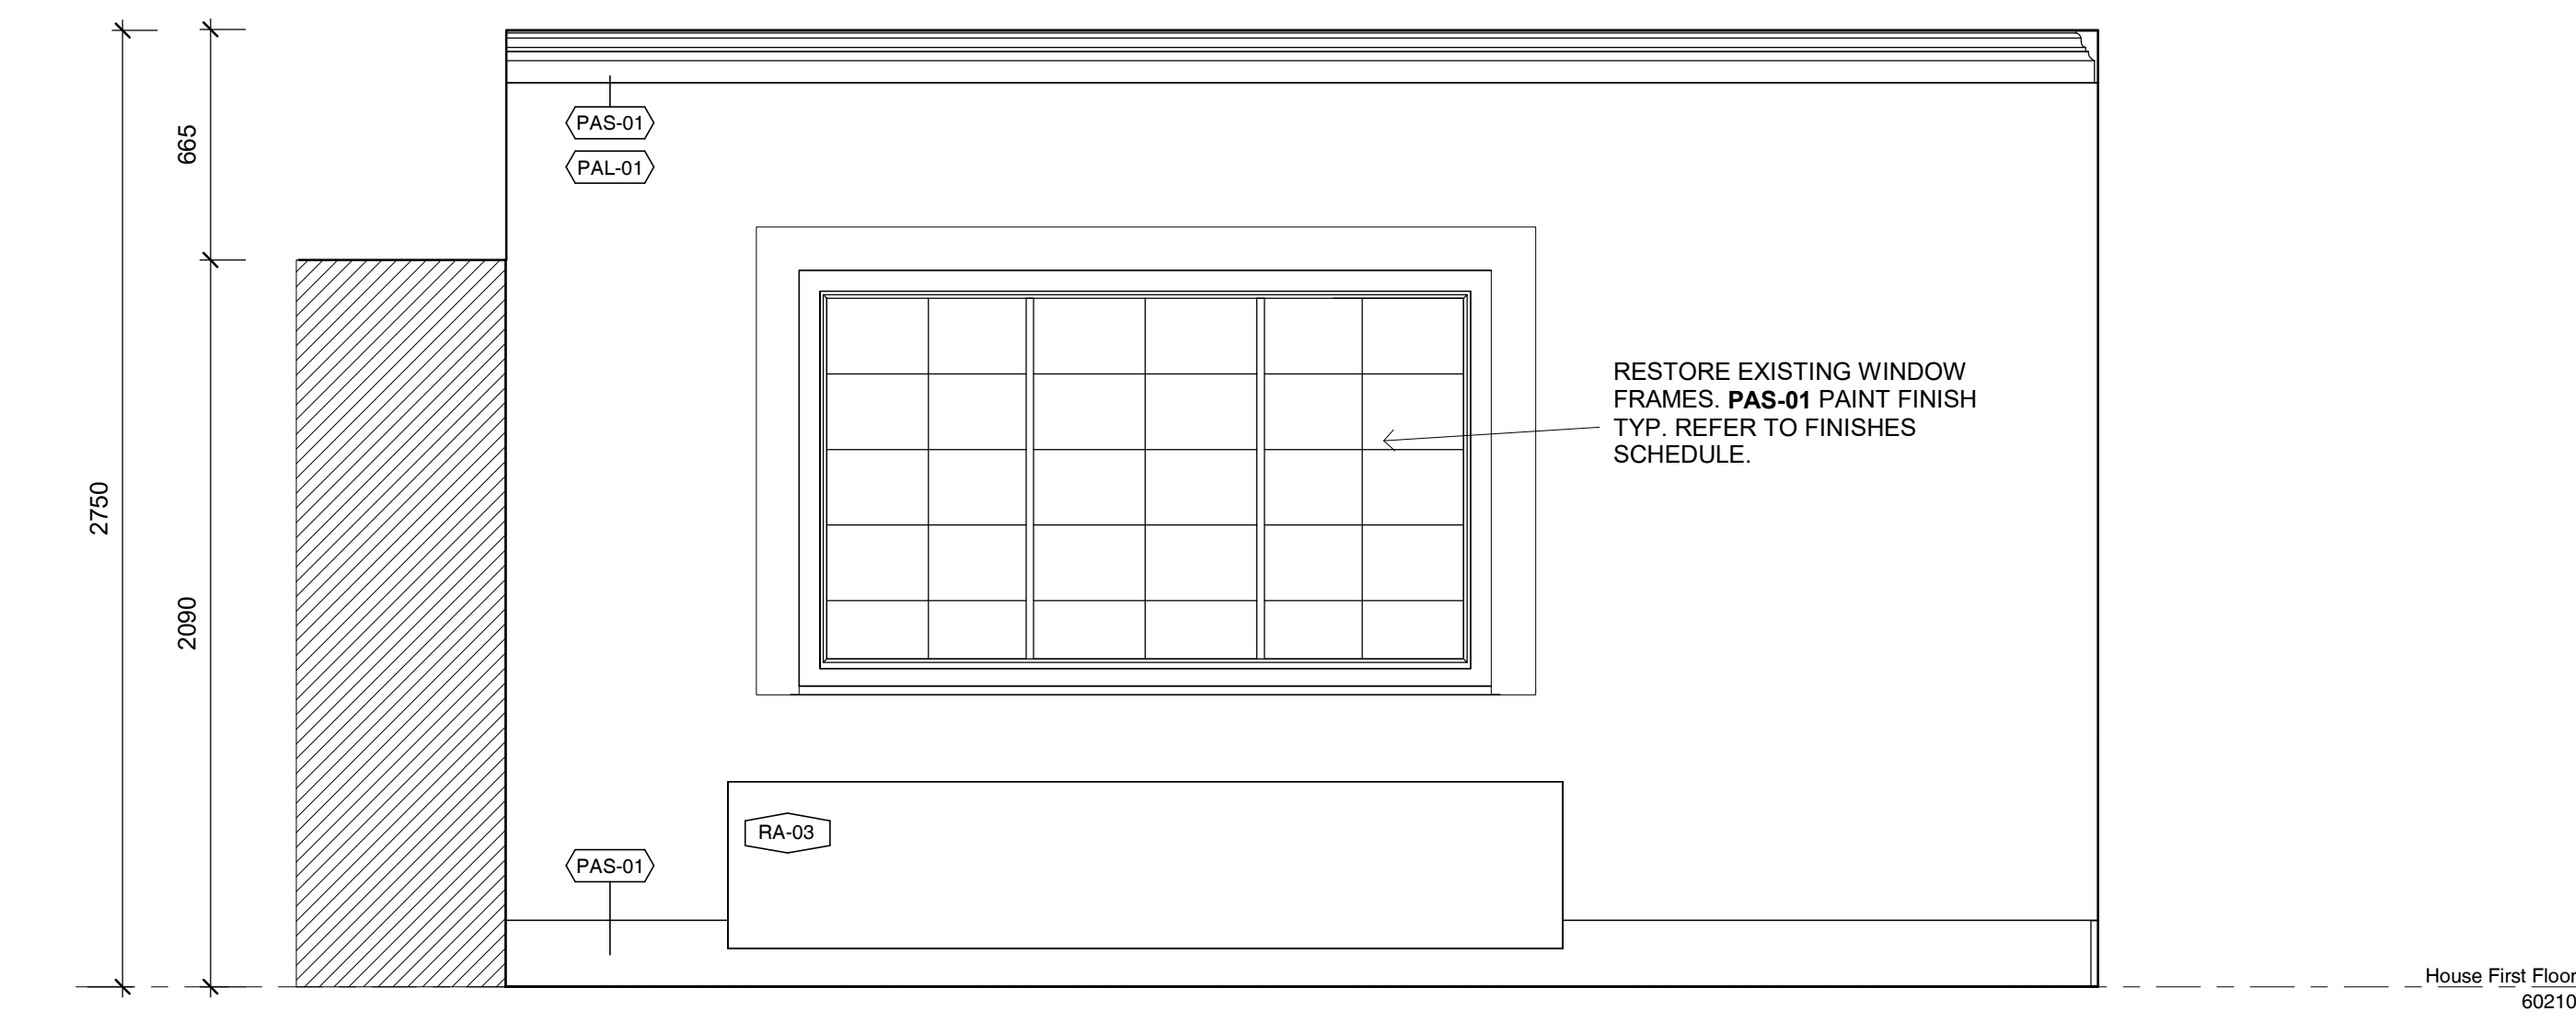 665
PAS-01
PAL-01
RESTORE EXISTING WINDOW
FRAMES. PAS-01 PAINT FINISH
TYP. REFER TO FINISHES
SCHEDULE.
2750
2090
RA-03
PAS-01
House First Floor
60210